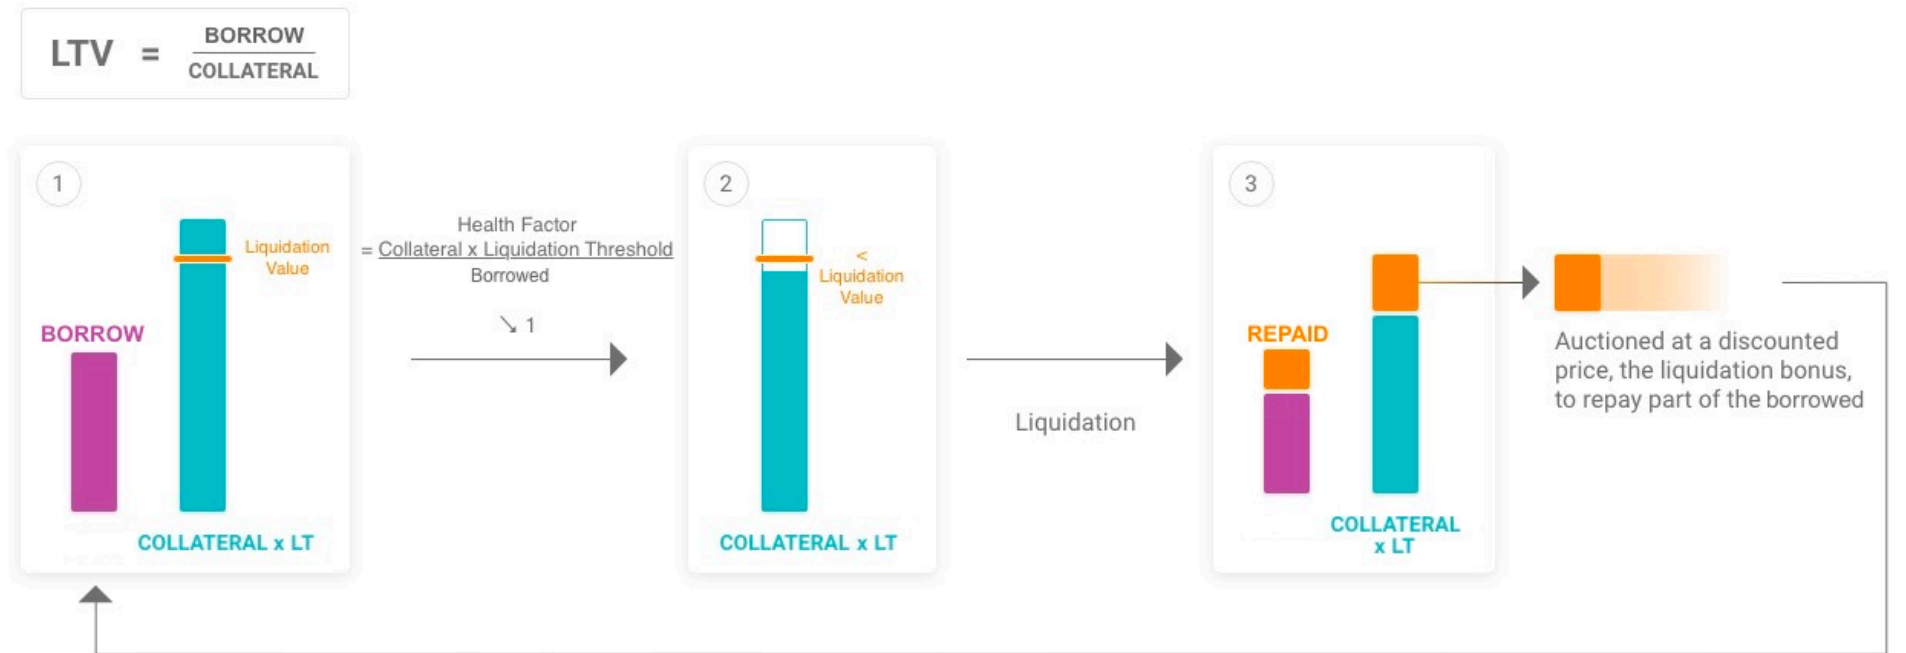 LTV = BORROW
COLLATERAL
1
Liquidation
Value
BORROW
COLLATERAL x LT
Health Factor
= Collateral x Liquidation Threshold
Borrowed
↘ 1
2
<
Liquidation
Value
COLLATERAL x LT
Liquidation
3
REPAID
COLLATERAL
x LT
Auctioned at a discounted
price, the liquidation bonus,
to repay part of the borrowed